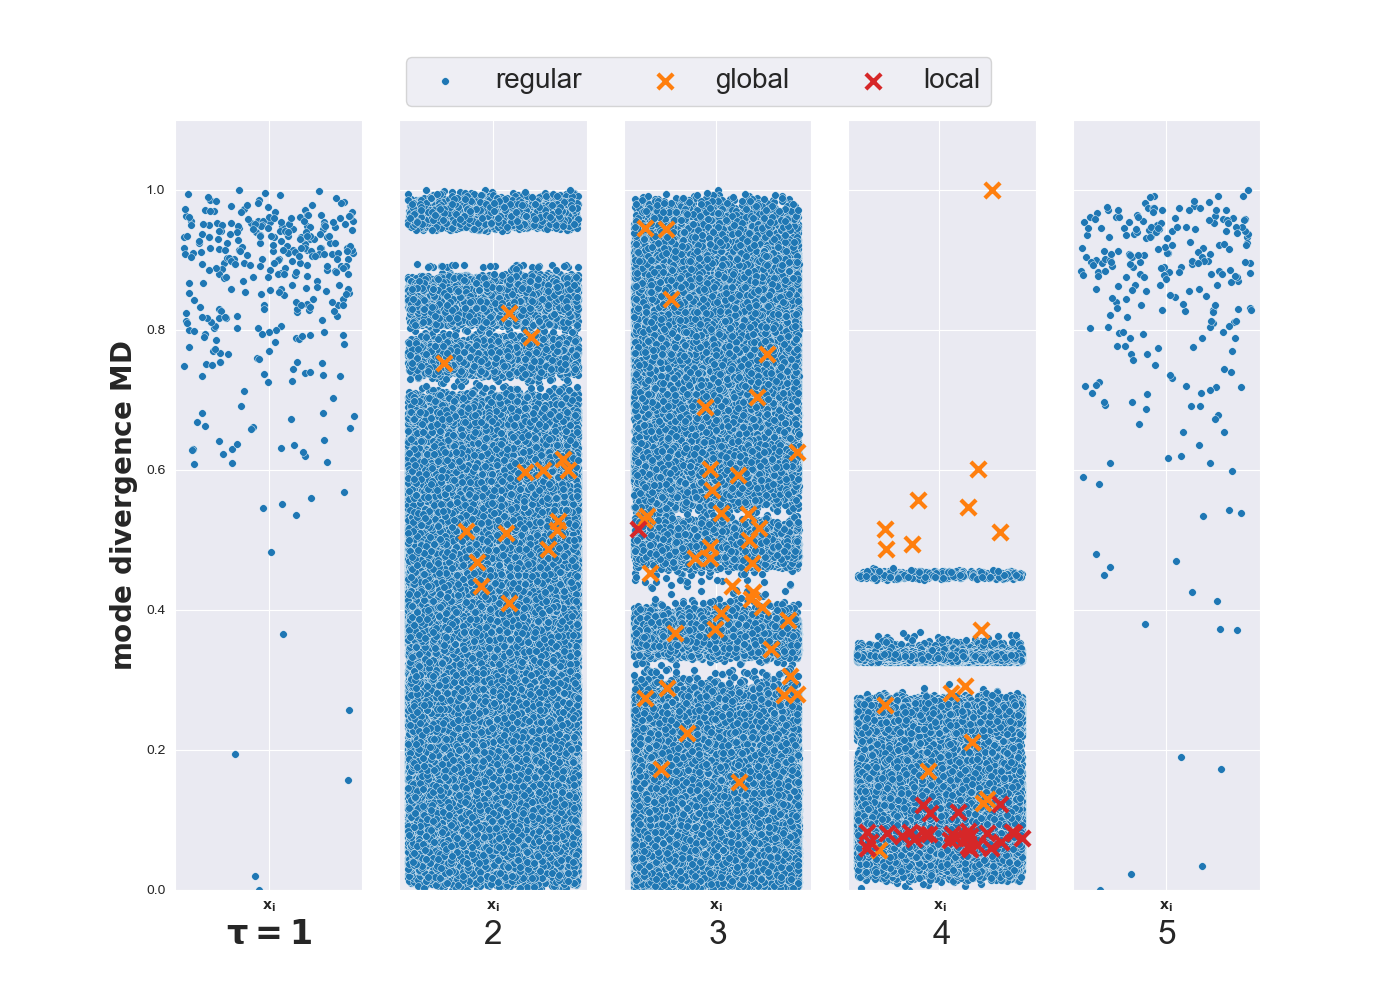 regular global local
mode divergence MD
1.0
0.8
0.6
0.4
0.2
0.0
xi xi xi xi xi
τ = 1 2 3 4 5